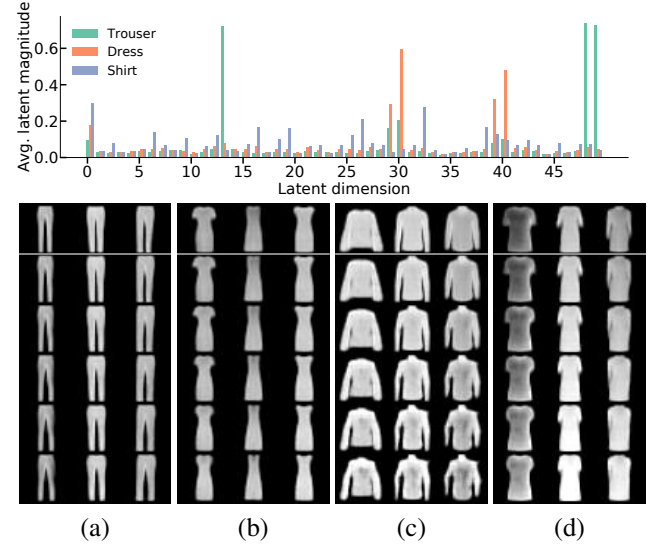 Avg. latent magnitude
0.6
0.4
0.2
0.0
Trouser
Dress
Shirt
0 5 10 15 20 25 30 35 40 45
Latent dimension
(a) (b) (c) (d)